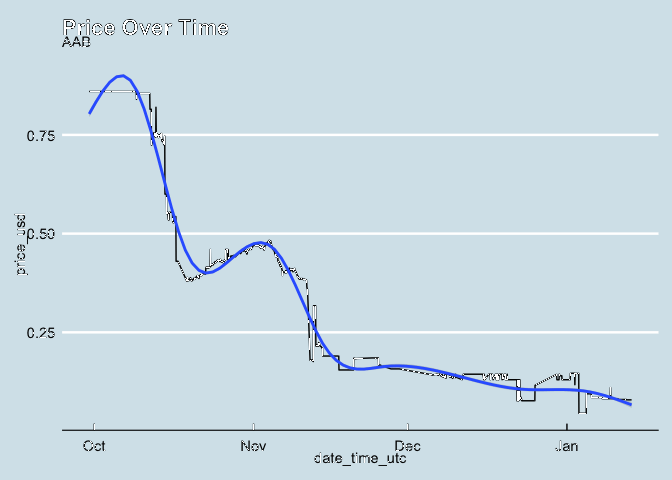 Price Over Time
AAB
0.75
0.50
0.25
price_usd
Oct Nov Dec Jan
date_time_utc